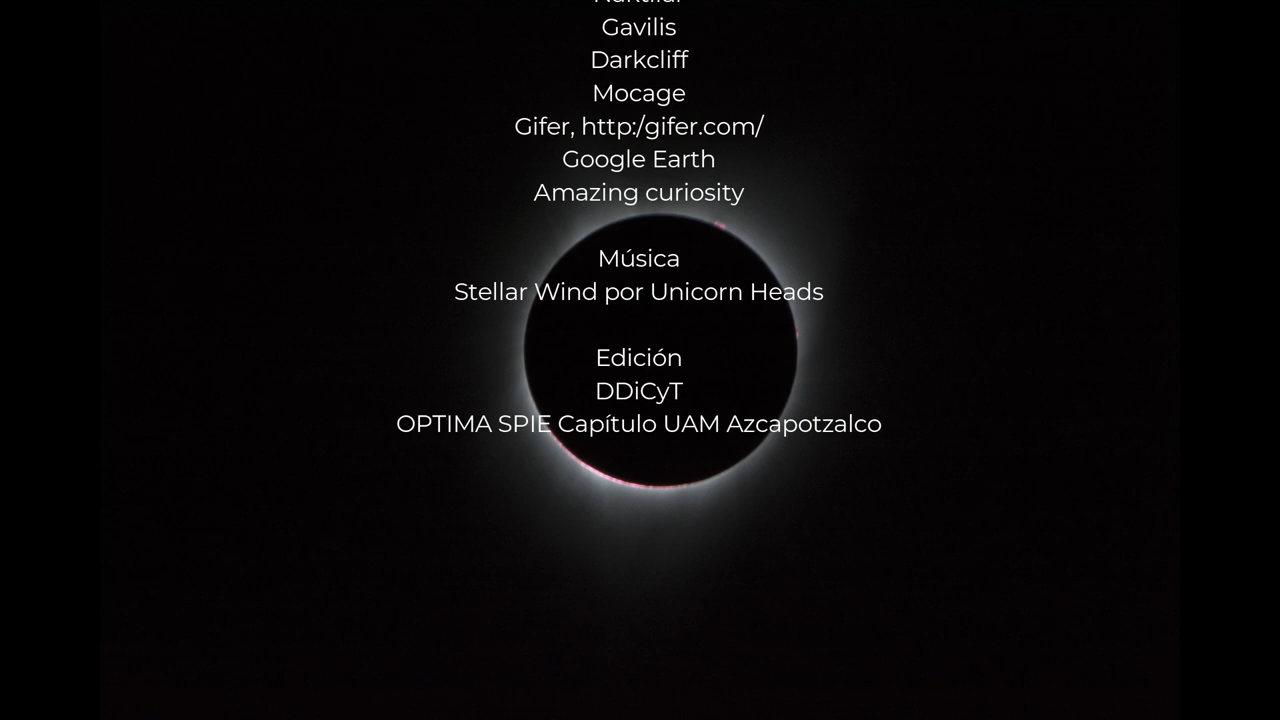 Gavilis
Darkcliff
Mocage
Gifer, http:/gifer.com/
Google Earth
Amazing curiosity
Música
Stellar Wind por Unicorn Heads
Edición
DDiCyT
OPTIMA SPIE Capítulo UAM Azcapotzalco